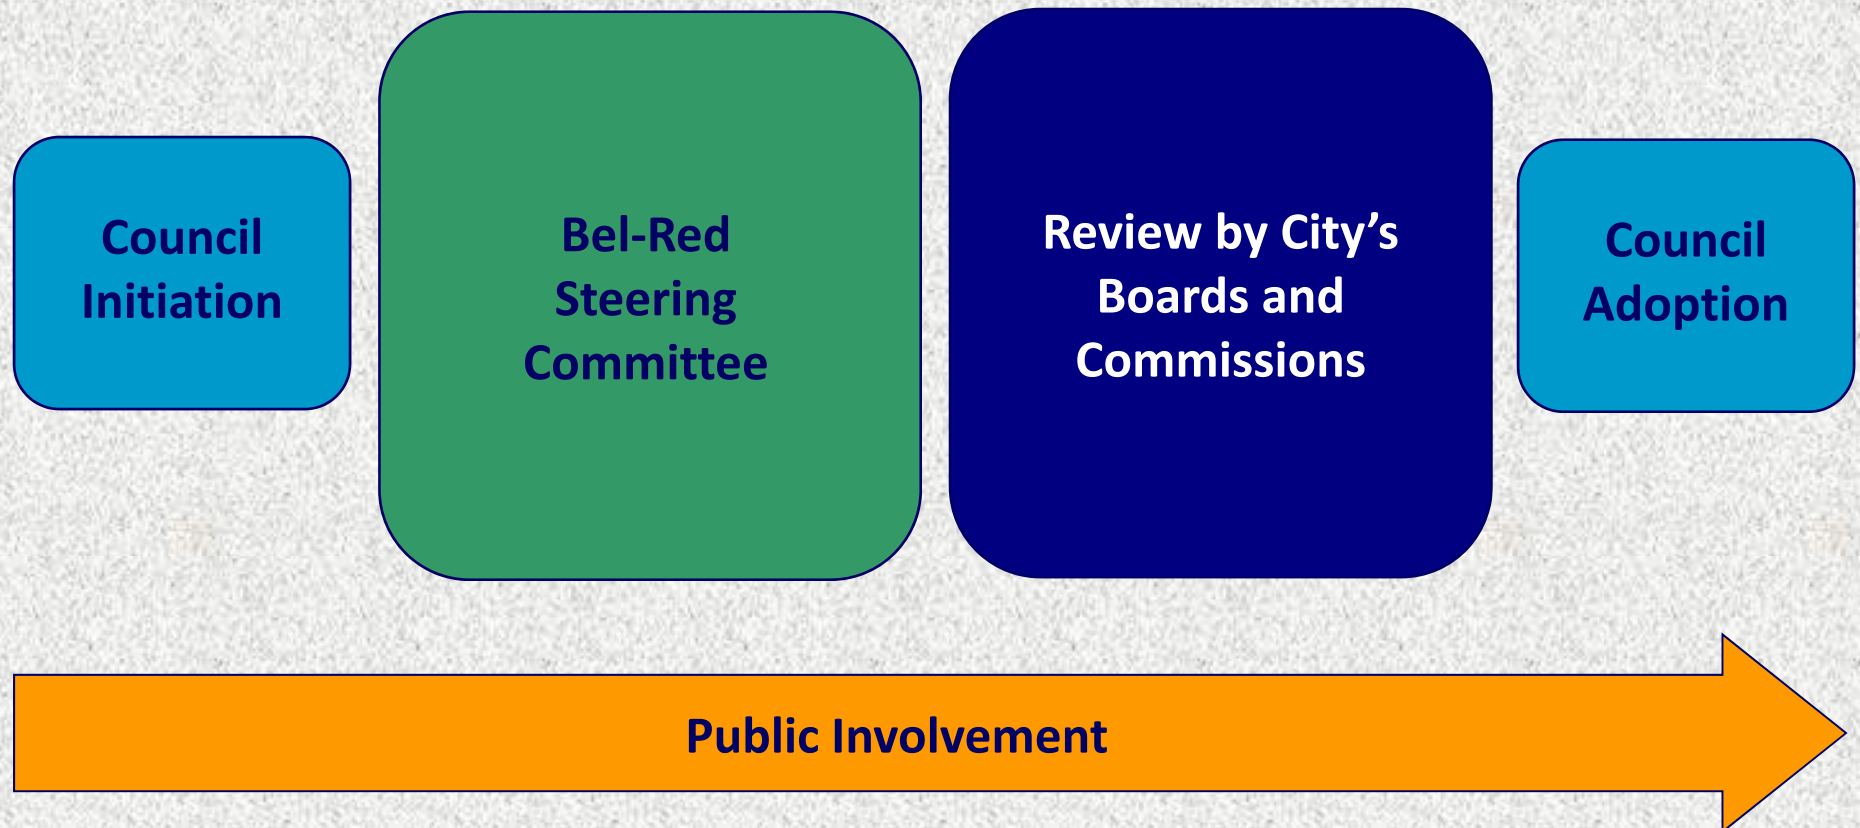 Council
Initiation
Bel-Red
Steering
Committee
Review by City’s
Boards and
Commissions
Council
Adoption
Public Involvement